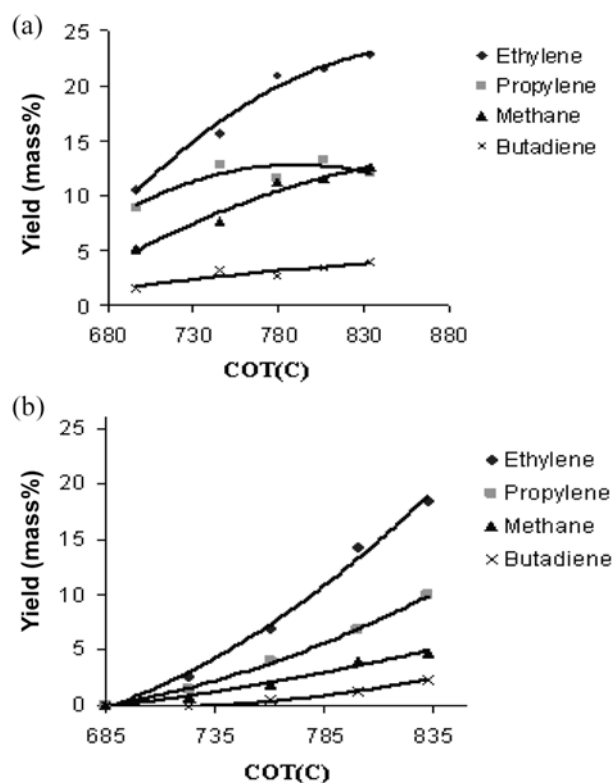 (a)
25
20
15
10
5
0
Yield (mass%)
680 730 780 830 880
COT(C)
Ethylene
Propylene
Methane
Butadiene
(b)
25
20
15
10
5
0
Yield (mass%)
685 735 785 835
COT(C)
Ethylene
Propylene
Methane
Butadiene